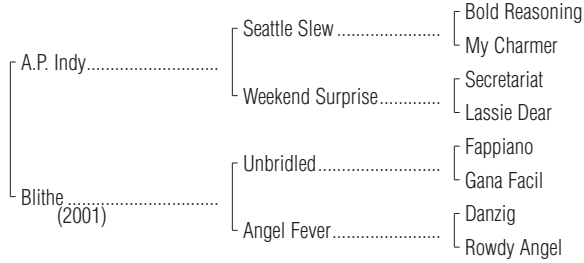 Bold Reasoning
Seattle Slew
My Charmer
A.P. Indy
Secretariat
Weekend Surprise
Lassie Dear
Fappiano
Unbridled
Gana Facil
Blithe
(2001)
Danzig
Angel Fever
Rowdy Angel